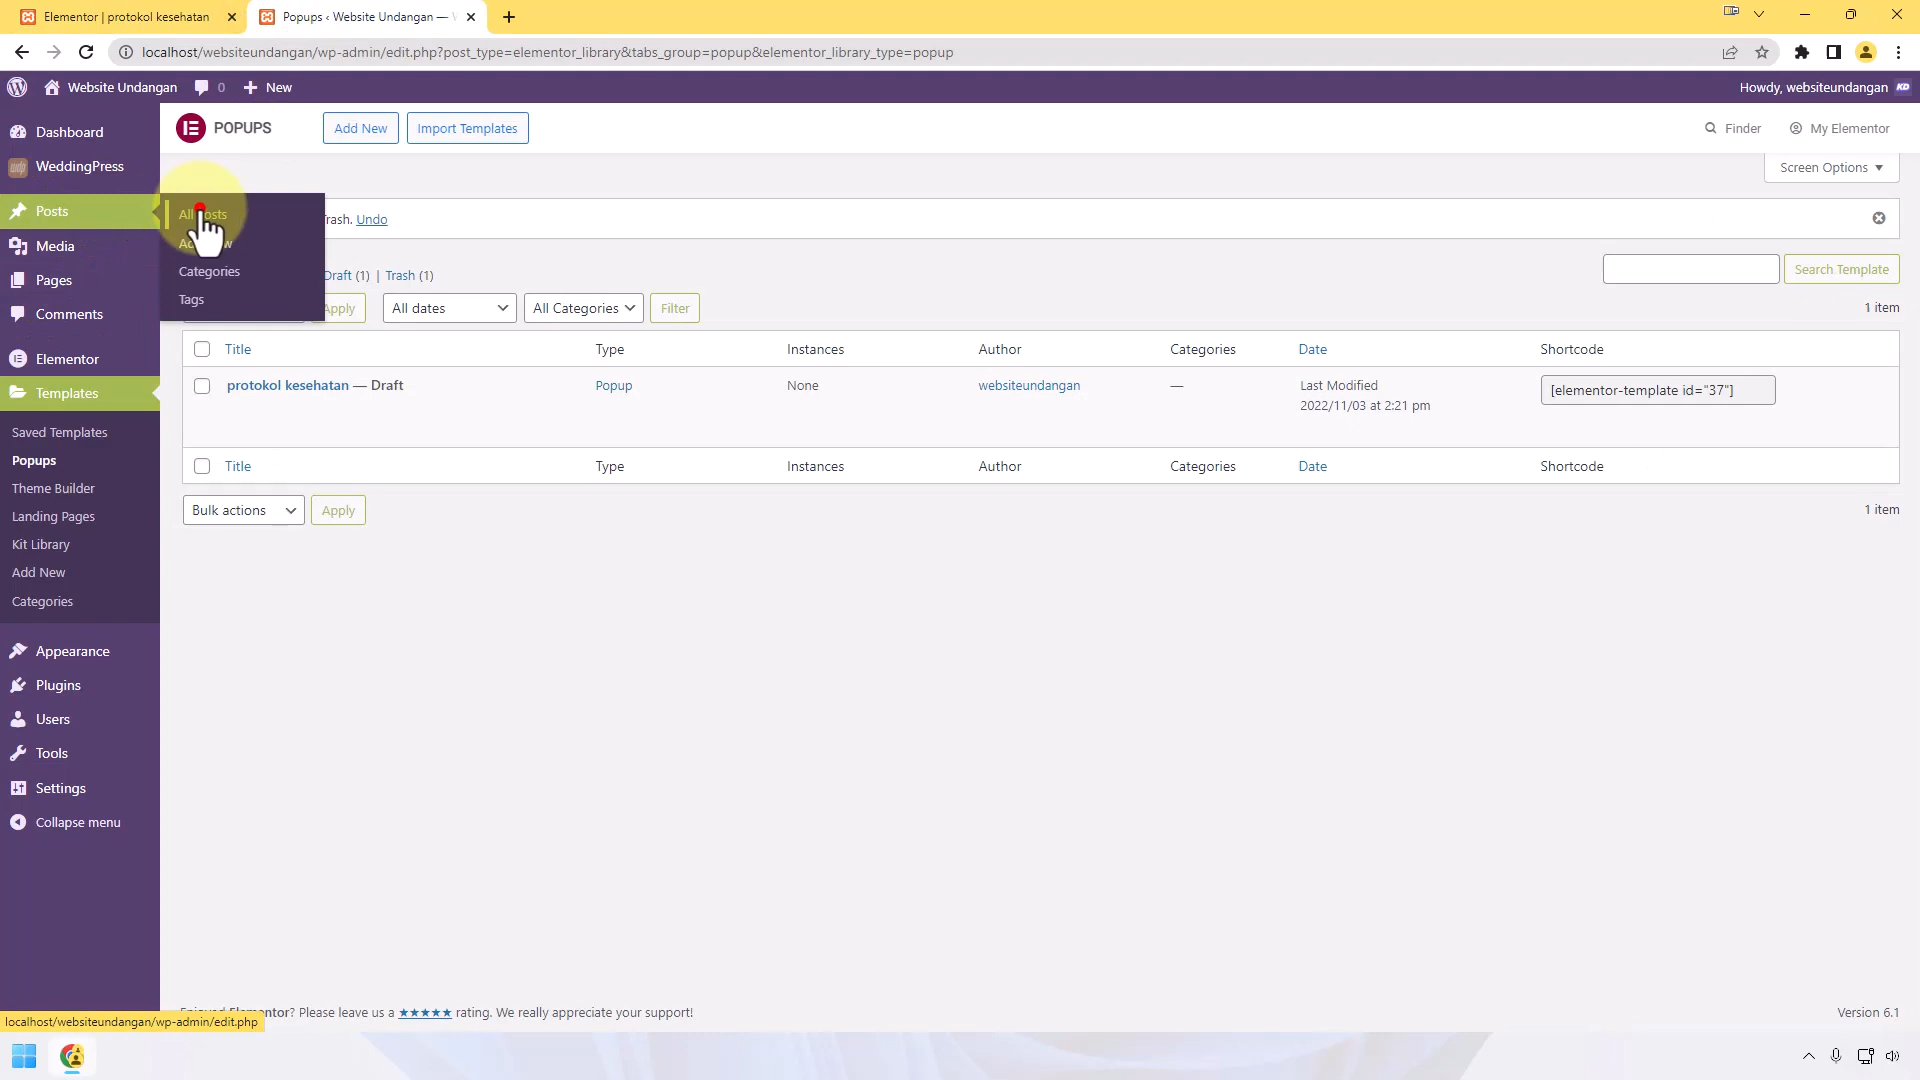 Elementor | protokol kesehatan
Popups ‹ Website Undangan —
localhost/websiteundangan/wp-admin/edit.php?post_type=elementor_library&tabs_group=popup&elementor_library_type=popup
Website Undangan
0
New
Howdy, websiteundangan
KD
Dashboard
WeddingPress
Posts
Media
Pages
Comments
Elementor
Templates
Saved Templates
Popups
Theme Builder
Landing Pages
Kit Library
Add New
Categories
Appearance
Plugins
Users
Tools
Settings
Collapse menu
POPUPS
Add New
Import Templates
Finder
My Elementor
Screen Options
All Posts
Categories
Tags
Trash. Undo
Draft (1) | Trash (1)
Search Template
Apply
All dates
All Categories
Filter
1 item
Title
Type
Instances
Author
Categories
Date
Shortcode
protokol kesehatan — Draft
Popup
None
websiteundangan
—
Last Modified
2022/11/03 at 2:21 pm
[elementor-template id="37"]
Title
Type
Instances
Author
Categories
Date
Shortcode
Bulk actions
Apply
1 item
Elementor? Please leave us a ★★★★★ rating. We really appreciate your support!
Version 6.1
localhost/websiteundangan/wp-admin/edit.php